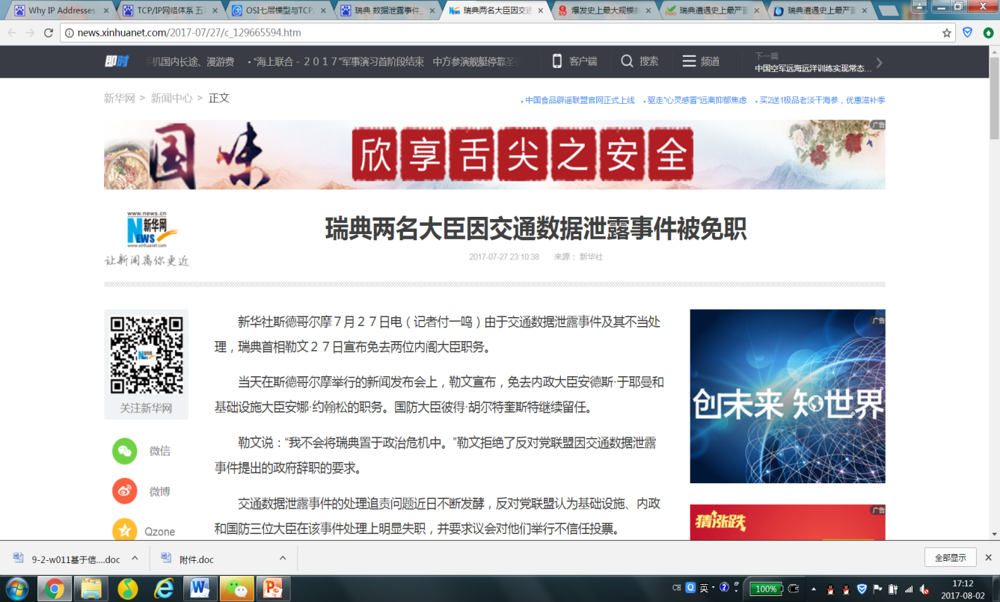 Why IP Addresses
TCP/IP网络体系 五
OSI七层模型与TCP
瑞典 数据泄露事件
瑞典两名大臣因交通
爆发史上最大规模
瑞典遭遇史上最严重
瑞典遭遇史上最严重
news.xinhuanet.com/2017-07/27/c_129665594.htm
即时
机国内长途、漫游费
“海上联合－２０１７”军事演习首阶段结束 中方参演舰艇停靠圣
客户端
搜索
频道
下一篇
中国空军远海远洋训练实现常态...
新华网 > 新闻中心 > 正文
中国食品辟谣联盟官网正式上线
驱走“心灵感冒”远离抑郁焦虑
买2送1极品老淡干海参，优惠滋补季
国味
欣享舌尖之安全
广告
www.news.cn
新华网
NEWS
www.xinhuanet.com
让新闻离你更近
瑞典两名大臣因交通数据泄露事件被免职
2017-07-27 23:10:38 来源： 新华社
新华社斯德哥尔摩７月２７日电（记者付一鸣）由于交通数据泄露事件及其不当处
理，瑞典首相勒文２７日宣布免去两位内阁大臣职务。
当天在斯德哥尔摩举行的新闻发布会上，勒文宣布，免去内政大臣安德斯·于耶曼和
基础设施大臣安娜·约翰松的职务。国防大臣彼得·胡尔特奎斯特继续留任。
勒文说：“我不会将瑞典置于政治危机中。”勒文拒绝了反对党联盟因交通数据泄露
事件提出的政府辞职的要求。
交通数据泄露事件的处理追责问题近日不断发酵，反对党联盟认为基础设施、内政
和国防三位大臣在该事件处理上明显失职，并要求议会对他们举行不信任投票。
关注新华网
微信
微博
Qzone
广告
创未来 知世界
广告
猜涨跌
9-2-w011基于信....doc
附件.doc
全部显示
CH
英
100%
17:12
2017-08-02